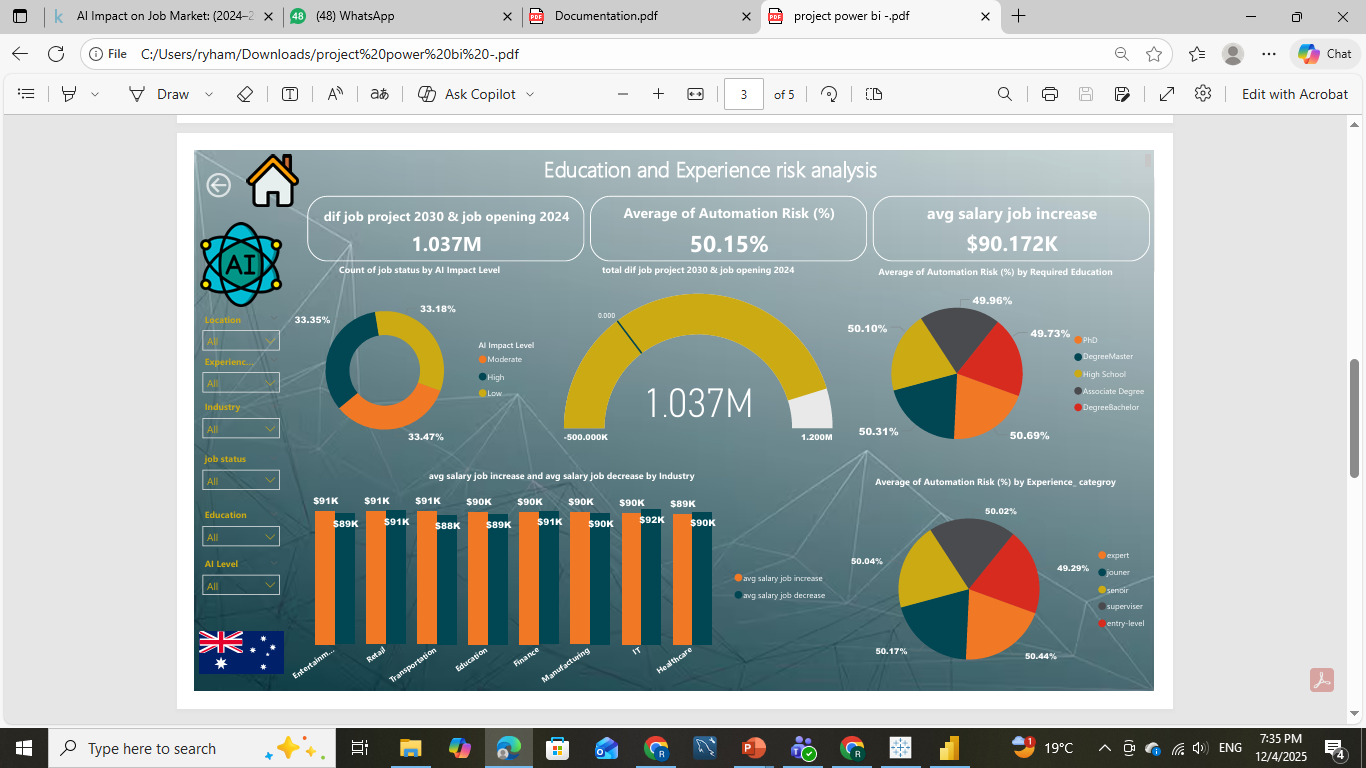 AI Impact on Job Market: (2024–2
48
(48) WhatsApp
Documentation.pdf
project power bi -.pdf
File
C:/Users/ryham/Downloads/project%20power%20bi%20-.pdf
Chat
Draw
Ask Copilot
3
of 5
Edit with Acrobat
Education and Experience risk analysis
dif job project 2030 & job opening 2024
1.037M
Average of Automation Risk (%)
50.15%
avg salary job increase
$90.172K
AI
Location
All
Experienc...
All
Industry
All
job status
All
Education
All
AI Level
All
Count of job status by AI Impact Level
33.35%
33.18%
33.47%
AI Impact Level
Moderate
High
Low
total dif job project 2030 & job opening 2024
0.000
1.037M
-500.000K
1.200M
Average of Automation Risk (%) by Required Education
49.96%
50.10%
49.73%
50.31%
50.69%
PhD
DegreeMaster
High School
Associate Degree
DegreeBachelor
avg salary job increase and avg salary job decrease by Industry
$91K $91K $91K $90K $90K $90K $90K $89K
$89K $91K $88K $89K $91K $90K $92K $90K
Entertainm...
Retail
Transportation
Education
Finance
Manufacturing
IT
Healthcare
avg salary job increase
avg salary job decrease
Average of Automation Risk (%) by Experience_ categroy
50.02%
50.04%
49.29%
50.17%
50.44%
expert
jouner
senoir
superviser
entry-level
Type here to search
1
19°C
ENG
7:35 PM
12/4/2025
4